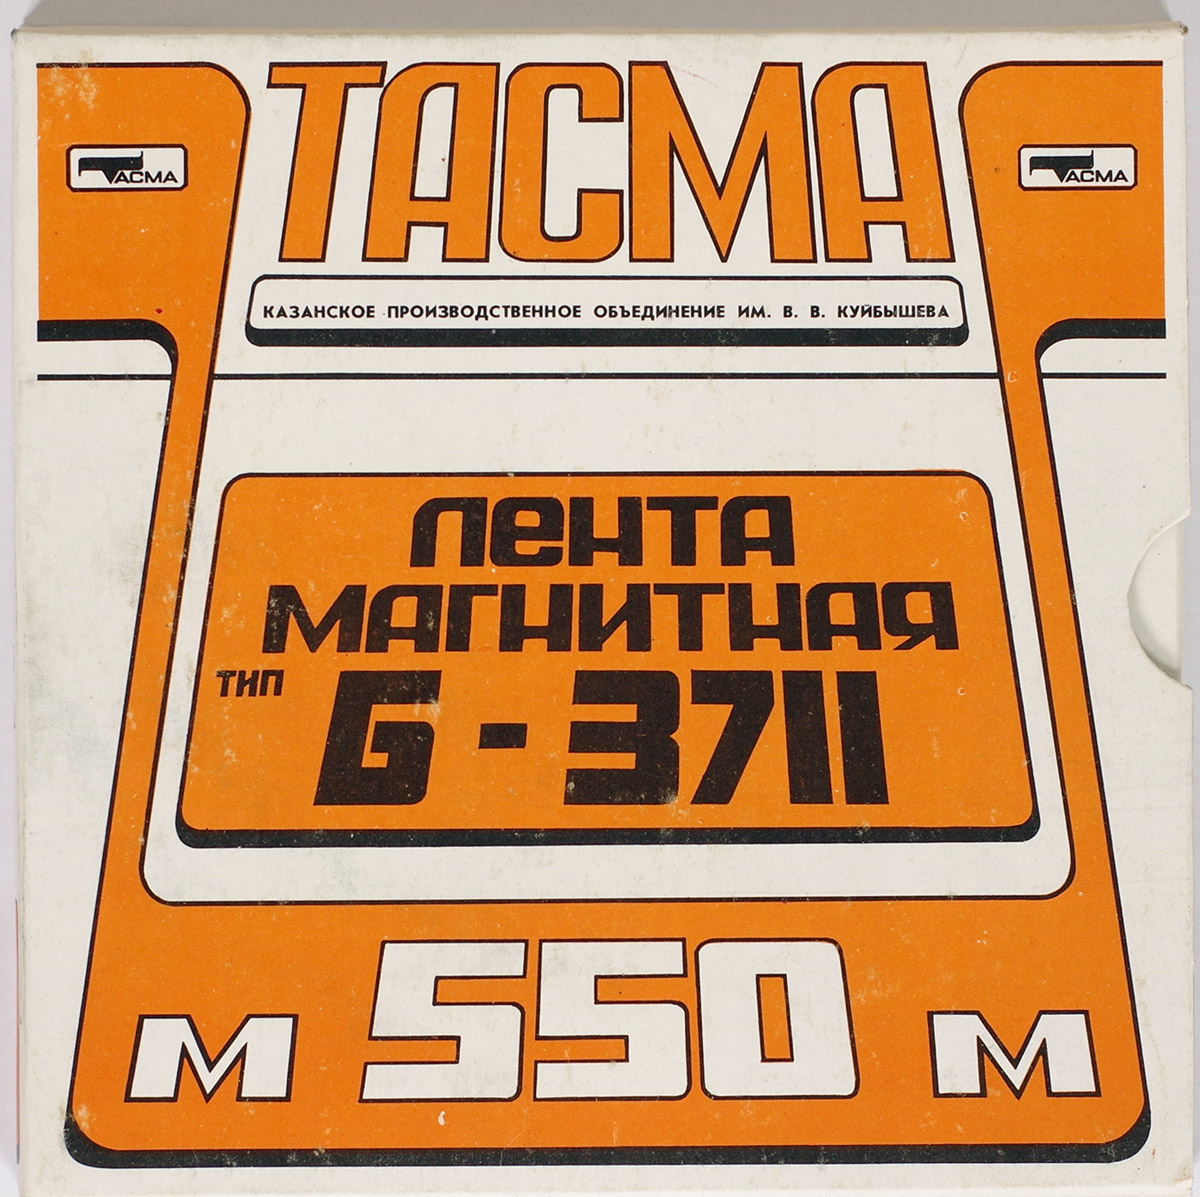 ТАСМА
ТАСМА
ТАСМА
КАЗАНСКОЕ ПРОИЗВОДСТВЕННОЕ ОБЪЕДИНЕНИЕ ИМ. В. В. КУЙБЫШЕВА
ЛЕНТА
МАГНИТНАЯ
ТИП Б-3711
М 550 М